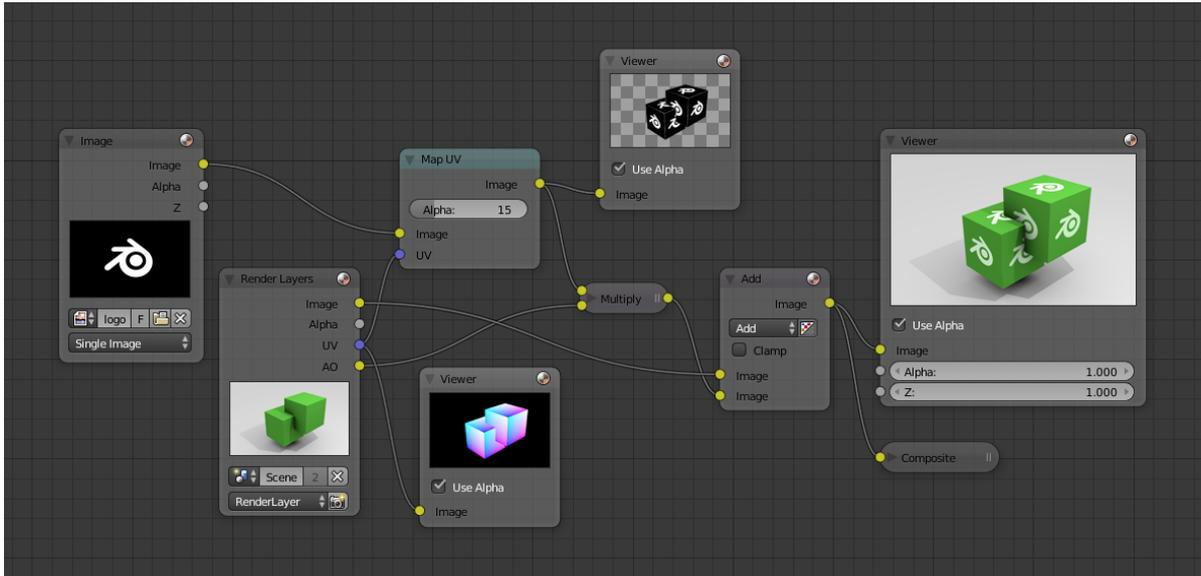 Image
Image
Alpha
Z
logo
F
Single Image
Render Layers
Image
Alpha
UV
AO
Scene
2
RenderLayer
Map UV
Image
Alpha: 15
Image
UV
Viewer
Use Alpha
Image
Viewer
Use Alpha
Image
Multiply
Add
Image
Add
Clamp
Image
Image
Viewer
Use Alpha
Image
Alpha: 1.000
Z: 1.000
Composite